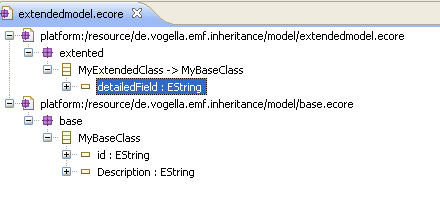 extendedmodel.ecore
platform:/resource/de.vogella.emf.inheritance/model/extendedmodel.ecore
extented
MyExtendedClass -> MyBaseClass
detailedField : EString
platform:/resource/de.vogella.emf.inheritance/model/base.ecore
base
MyBaseClass
id : EString
Description : EString